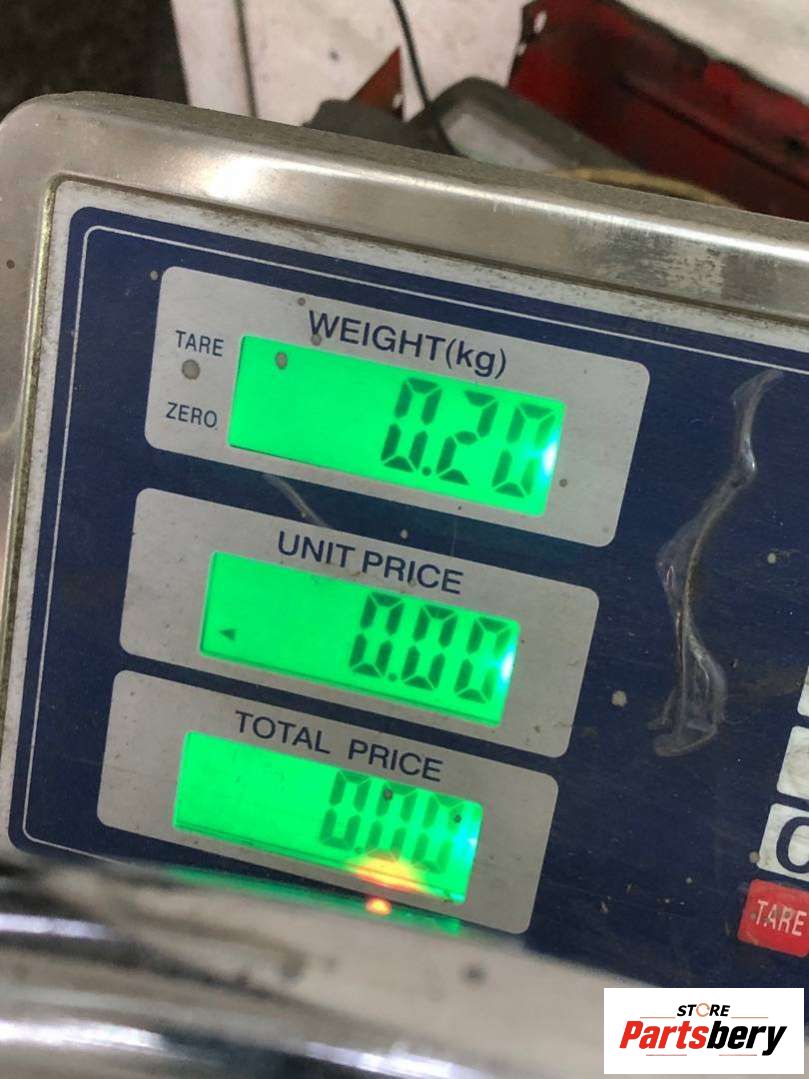 WEIGHT(kg)
TARE
0.20
ZERO
UNIT PRICE
0.00
TOTAL PRICE
0.00
C
TARE
STORE
Partsbery